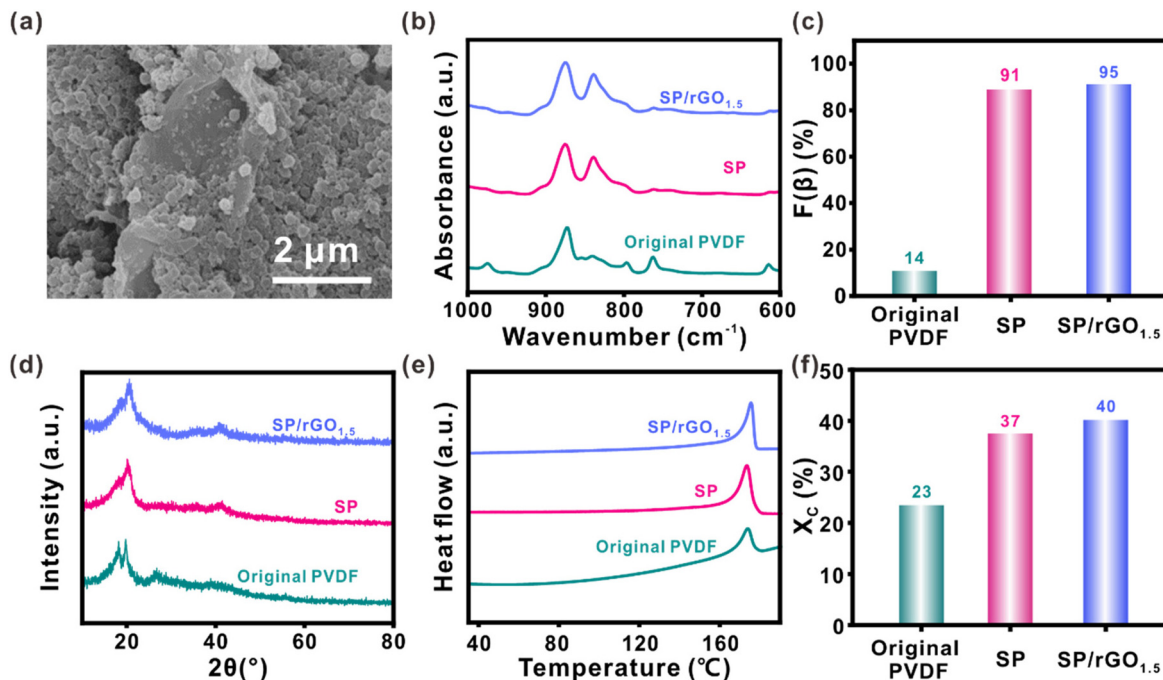 (a)
2 μm
(b)
Absorbance (a.u.)
SP/rGO1.5
SP
Original PVDF
1000 900 800 700 600
Wavenumber (cm-1)
(c)
F(β) (%)
100
80
60
40
20
0
14
91
95
Original
PVDF
SP
SP/rGO1.5
(d)
Intensity (a.u.)
SP/rGO1.5
SP
Original PVDF
20 40 60 80
2θ(°)
(e)
Heat flow (a.u.)
SP/rGO1.5
SP
Original PVDF
40 80 120 160
Temperature (℃)
(f)
XC (%)
50
40
30
20
10
0
23
37
40
Original
PVDF
SP
SP/rGO1.5